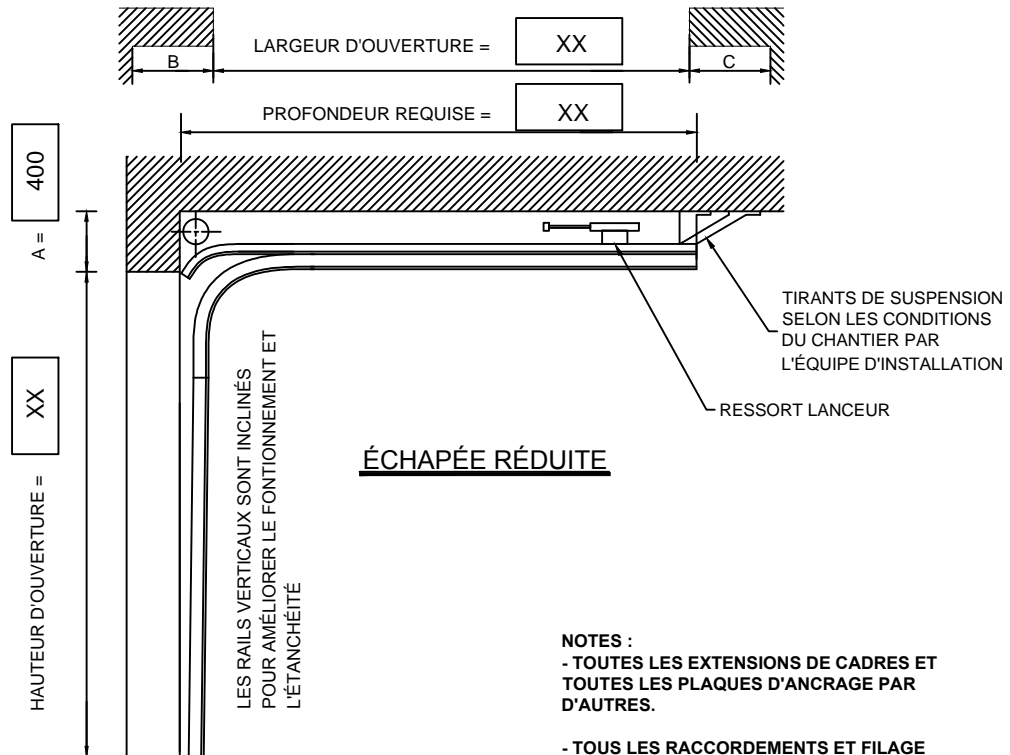 LARGEUR D'OUVERTURE =
XX
B
C
PROFONDEUR REQUISE =
XX
400
A =
TIRANTS DE SUSPENSION
SELON LES CONDITIONS
DU CHANTIER PAR
L'ÉQUIPE D'INSTALLATION
RESSORT LANCEUR
XX
HAUTEUR D'OUVERTURE =
LES RAILS VERTICAUX SONT INCLINÉS
POUR AMÉLIORER LE FONTIONNEMENT ET
L'ÉTANCHÉITÉ
ÉCHAPÉE RÉDUITE
NOTES :
- TOUTES LES EXTENSIONS DE CADRES ET
TOUTES LES PLAQUES D'ANCRAGE PAR
D'AUTRES.
- TOUS LES RACCORDEMENTS ET FILAGE